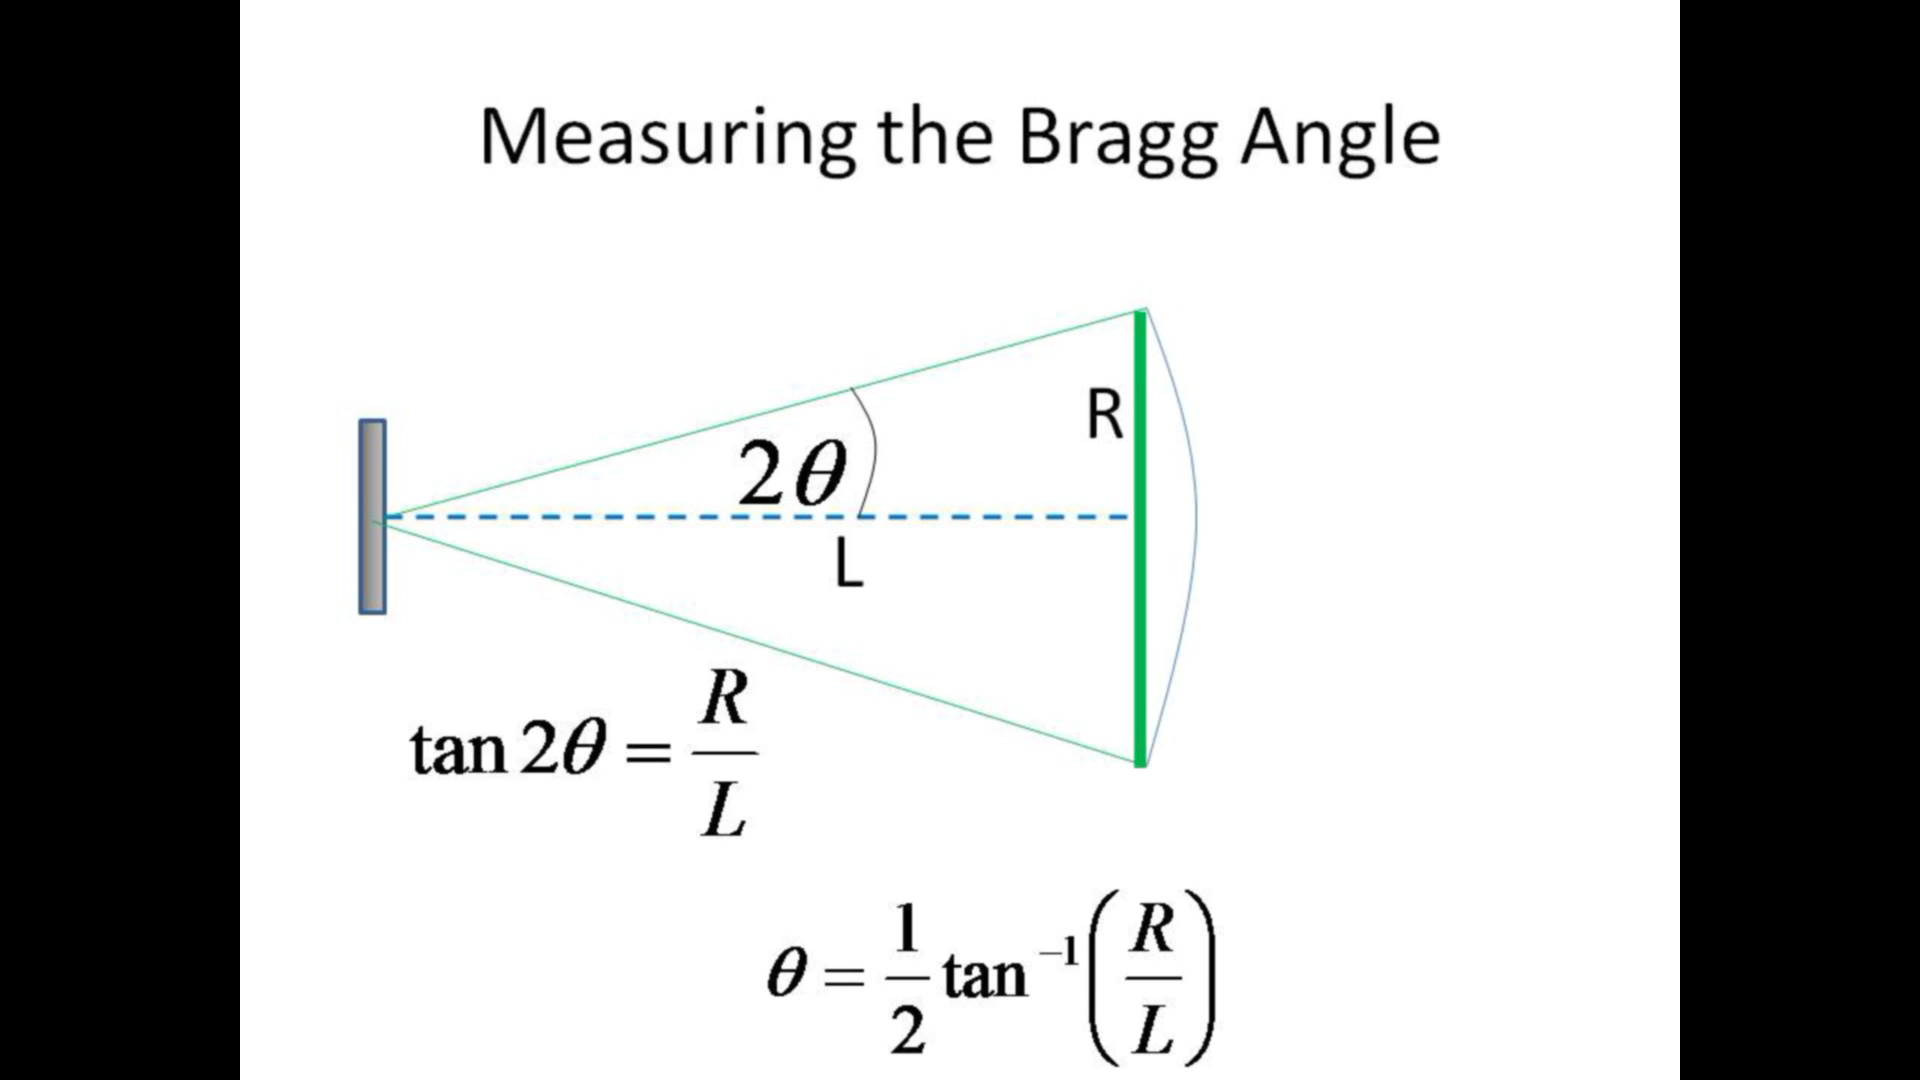 Measuring the Bragg Angle
R
2θ
L
tan 2θ = R/L
θ = 1/2 tan⁻¹(R/L)